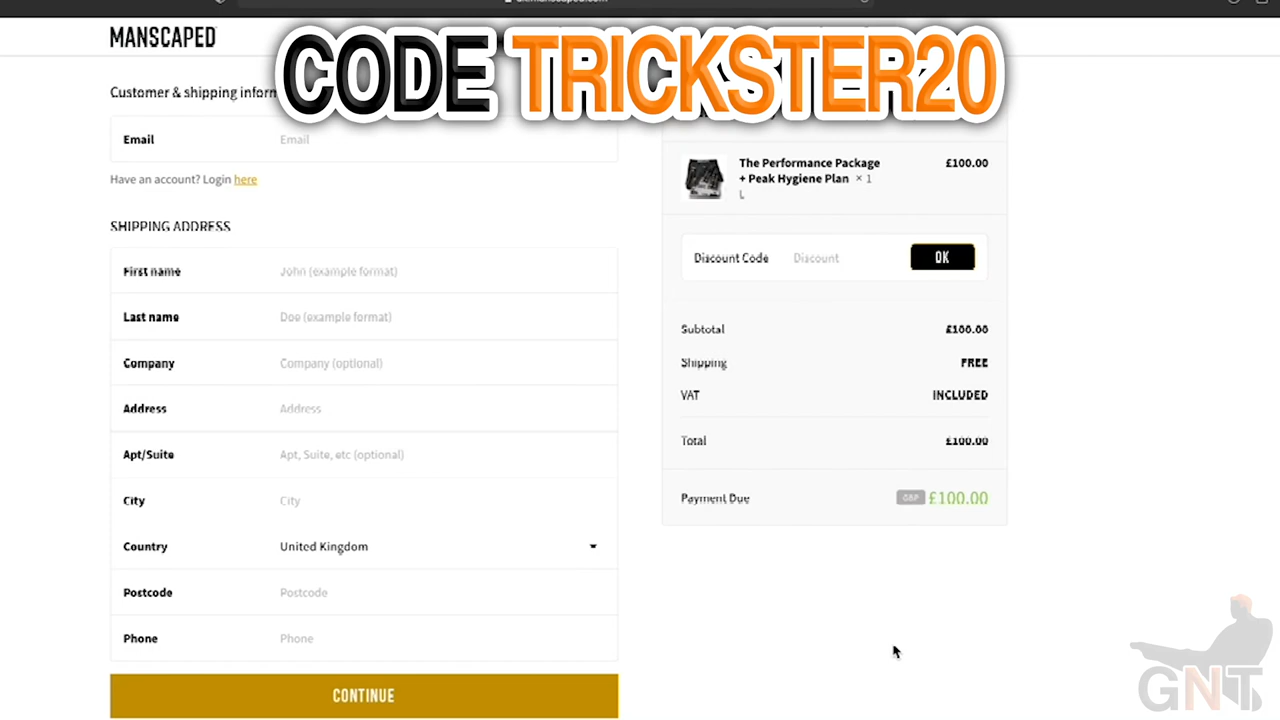 MANSCAPED
CODE TRICKSTER20
Customer & shipping inform
Email Email
Have an account? Login here
SHIPPING ADDRESS
First name John (example format)
Last name Doe (example format)
Company Company (optional)
Address Address
Apt/Suite Apt, Suite, etc (optional)
City City
Country United Kingdom
Postcode Postcode
Phone Phone
CONTINUE
The Performance Package £100.00
+ Peak Hygiene Plan × 1
L
Discount Code Discount OK
Subtotal £100.00
Shipping FREE
VAT INCLUDED
Total £100.00
Payment Due GBP £100.00
GNT